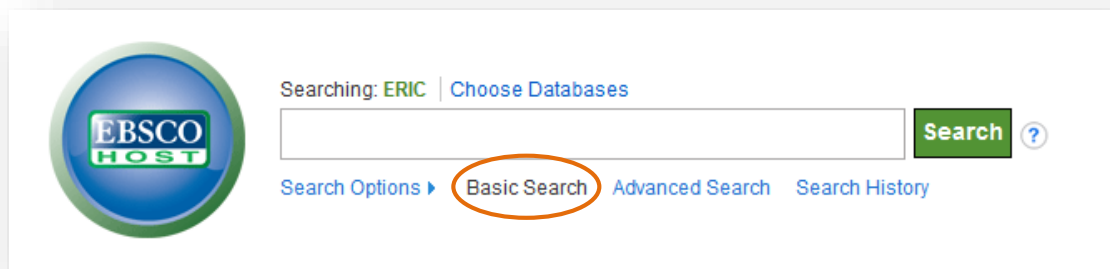 EBSCO
HOST
Searching: ERIC Choose Databases
Search ?
Search Options Basic Search Advanced Search Search History